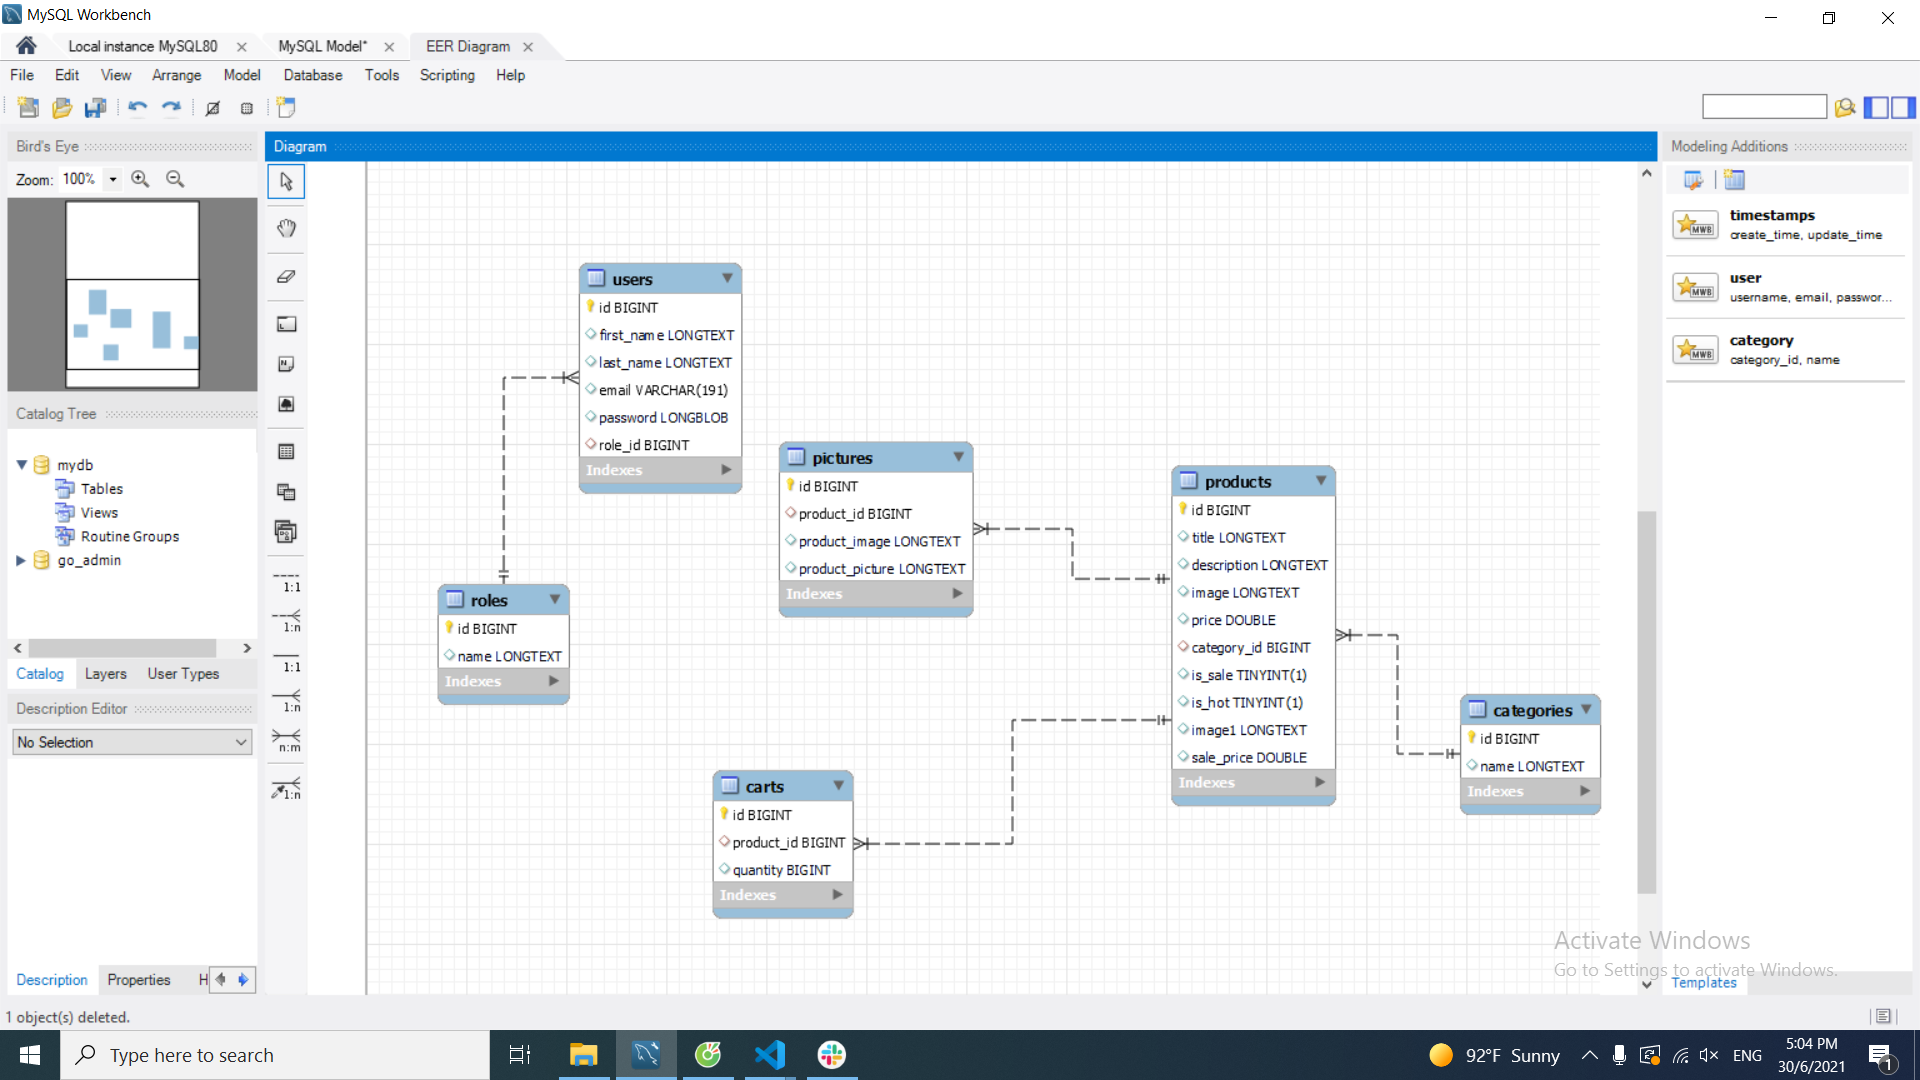 MySQL Workbench
Local instance MySQL80
MySQL Model*
EER Diagram
File Edit View Arrange Model Database Tools Scripting Help
Bird's Eye
Zoom: 100%
Catalog Tree
mydb
Tables
Views
Routine Groups
go_admin
Catalog Layers User Types
Description Editor
No Selection
Description Properties H
1 object(s) deleted.
Diagram
1:1
1:n
1:1
1:n
n:m
1:n
users
id BIGINT
first_name LONGTEXT
last_name LONGTEXT
email VARCHAR(191)
password LONGBLOB
role_id BIGINT
Indexes
pictures
id BIGINT
product_id BIGINT
product_image LONGTEXT
product_picture LONGTEXT
Indexes
roles
id BIGINT
name LONGTEXT
Indexes
products
id BIGINT
title LONGTEXT
description LONGTEXT
image LONGTEXT
price DOUBLE
category_id BIGINT
is_sale TINYINT(1)
is_hot TINYINT(1)
image1 LONGTEXT
sale_price DOUBLE
Indexes
categories
id BIGINT
name LONGTEXT
Indexes
carts
id BIGINT
product_id BIGINT
quantity BIGINT
Indexes
Modeling Additions
MWB
timestamps
create_time, update_time
MWB
user
username, email, passwor...
MWB
category
category_id, name
Activate Windows
Go to Settings to activate Windows.
Templates
Type here to search
92°F Sunny
ENG
5:04 PM
30/6/2021
1